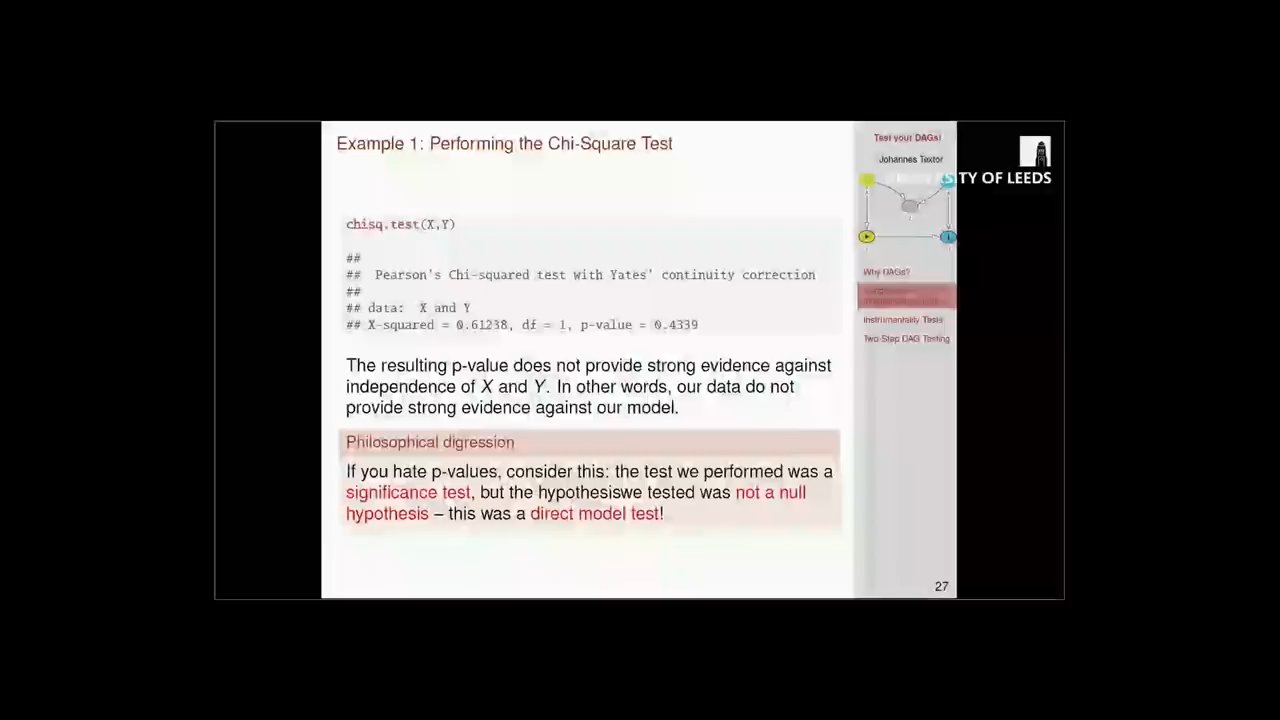 Example 1: Performing the Chi-Square Test
chisq.test(X,Y)
##
##  Pearson's Chi-squared test with Yates' continuity correction
##
## data:  X and Y
## X-squared = 0.61238, df = 1, p-value = 0.4339
The resulting p-value does not provide strong evidence against
independence of X and Y. In other words, our data do not
provide strong evidence against our model.
Philosophical digression
If you hate p-values, consider this: the test we performed was a
significance test, but the hypothesiswe tested was not a null
hypothesis – this was a direct model test!
Test your DAGs!
Johannes Textor
TY OF LEEDS
Why DAGs?
Instrumentality Tests
Two-Step DAG Testing
27